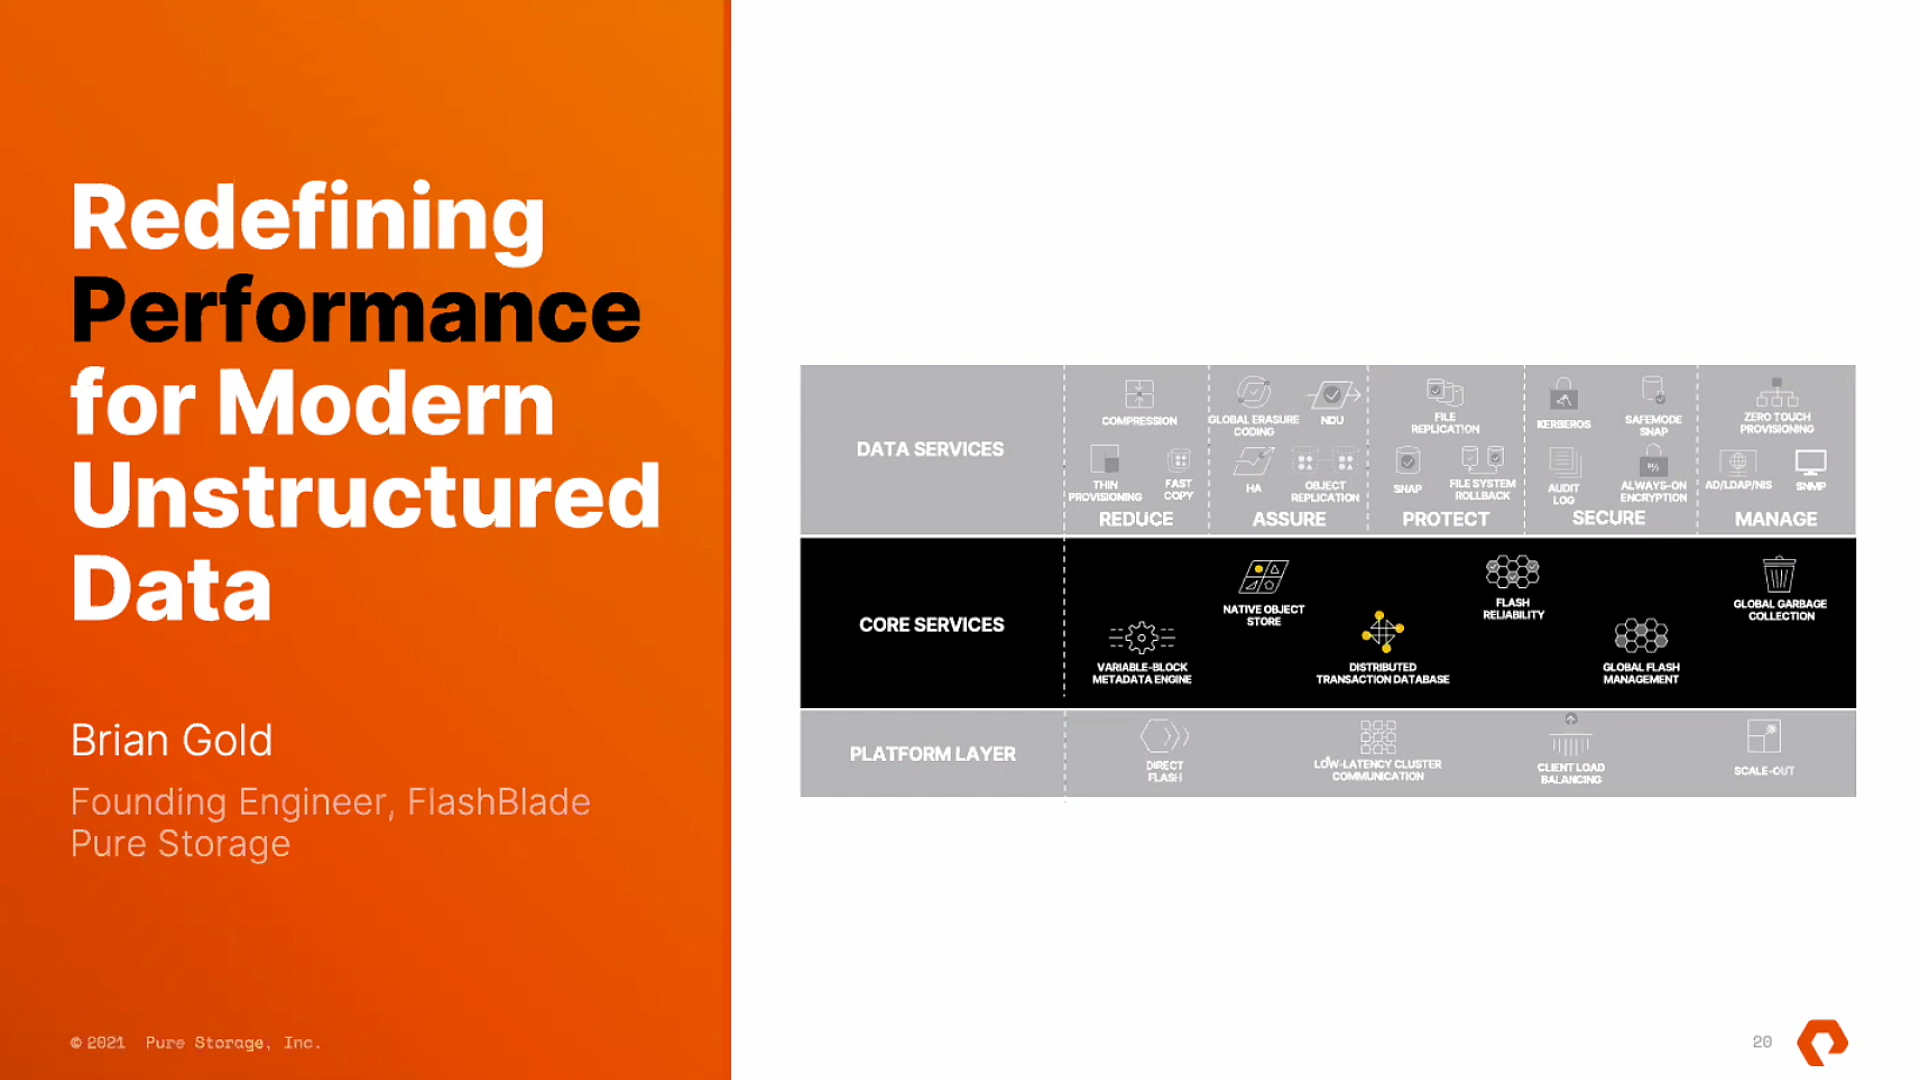 Redefining
Performance
for Modern
Unstructured
Data
Brian Gold
Founding Engineer, FlashBlade
Pure Storage
© 2021 Pure Storage, Inc.
DATA SERVICES
COMPRESSION
THIN
PROVISIONING
FAST
COPY
REDUCE
GLOBAL ERASURE
CODING
NDU
HA
OBJECT
REPLICATION
ASSURE
FILE
REPLICATION
SNAP
FILE SYSTEM
ROLLBACK
PROTECT
KERBEROS
SAFEMODE
SNAP
AUDIT
LOG
ALWAYS-ON
ENCRYPTION
SECURE
ZERO TOUCH
PROVISIONING
AD/LDAP/NIS
SNMP
MANAGE
CORE SERVICES
VARIABLE-BLOCK
METADATA ENGINE
NATIVE OBJECT
STORE
DISTRIBUTED
TRANSACTION DATABASE
FLASH
RELIABILITY
GLOBAL FLASH
MANAGEMENT
GLOBAL GARBAGE
COLLECTION
PLATFORM LAYER
DIRECT
FLASH
LOW-LATENCY CLUSTER
COMMUNICATION
CLIENT LOAD
BALANCING
SCALE-OUT
20